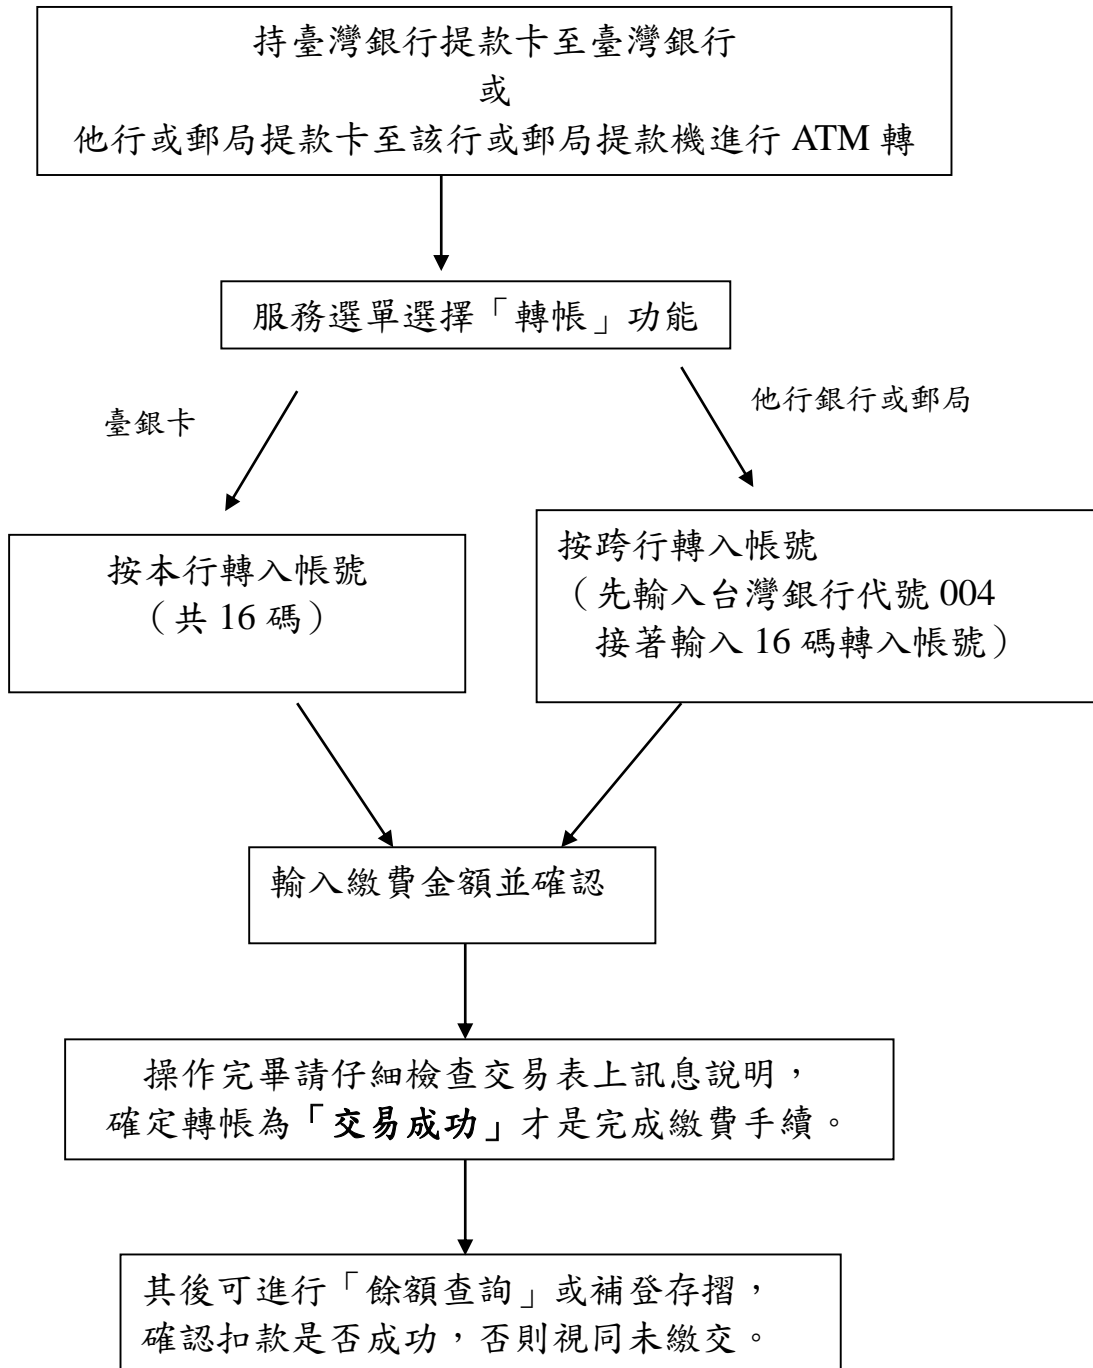 持臺灣銀行提款卡至臺灣銀行
或
他行或郵局提款卡至該行或郵局提款機進行 ATM 轉
服務選單選擇「轉帳」功能
臺銀卡
他行銀行或郵局
按本行轉入帳號
（共 16 碼）
按跨行轉入帳號
（先輸入台灣銀行代號 004
接著輸入 16 碼轉入帳號）
輸入繳費金額並確認
操作完畢請仔細檢查交易表上訊息說明，
確定轉帳為「交易成功」才是完成繳費手續。
其後可進行「餘額查詢」或補登存摺，
確認扣款是否成功，否則視同未繳交。